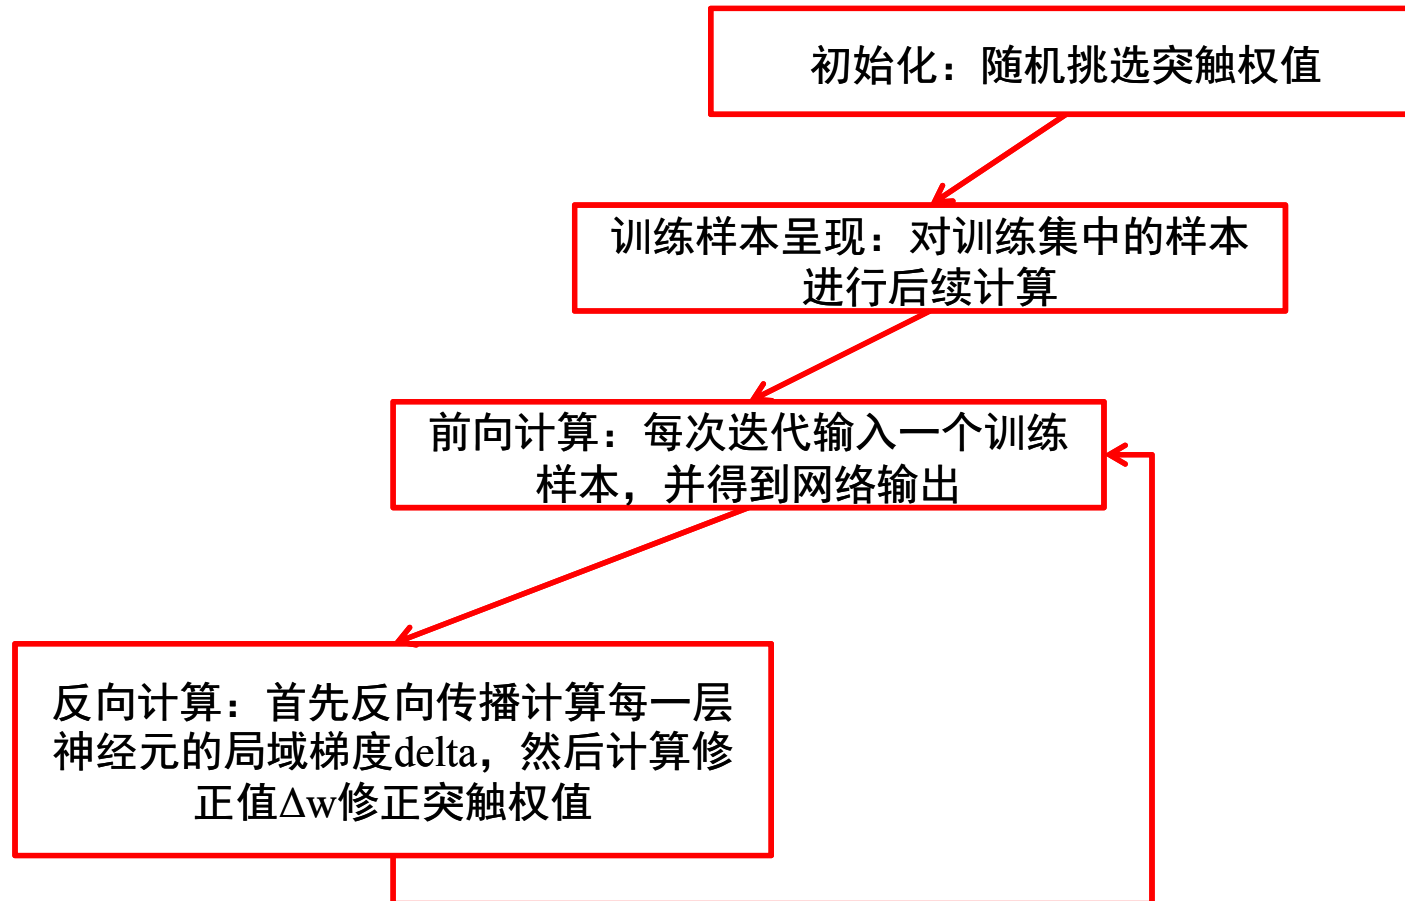 初始化：随机挑选突触权值
训练样本呈现：对训练集中的样本
进行后续计算
前向计算：每次迭代输入一个训练
样本，并得到网络输出
反向计算：首先反向传播计算每一层
神经元的局域梯度delta，然后计算修
正值Δw修正突触权值